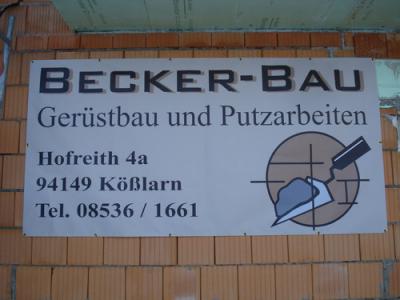 BECKER-BAU
Gerüstbau und Putzarbeiten
Hofreith 4a
94149 Kößlarn
Tel. 08536 / 1661